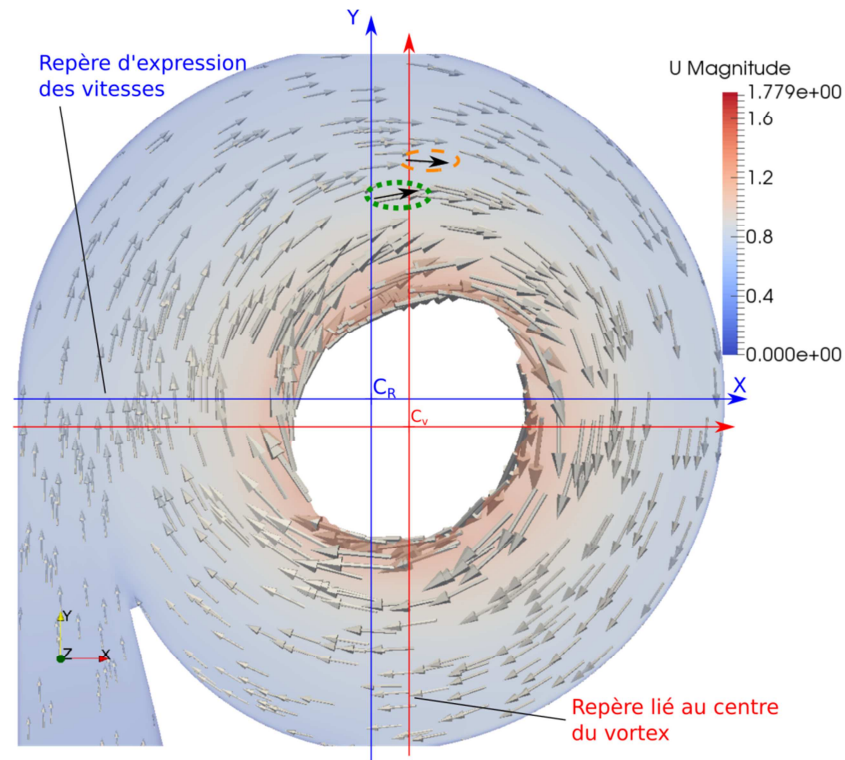 Y
Repère d'expression
des vitesses
U Magnitude
1.779e+00
1.6
1.2
0.8
0.4
0.000e+00
X
C_R
C_v
Y
Z X
Repère lié au centre
du vortex